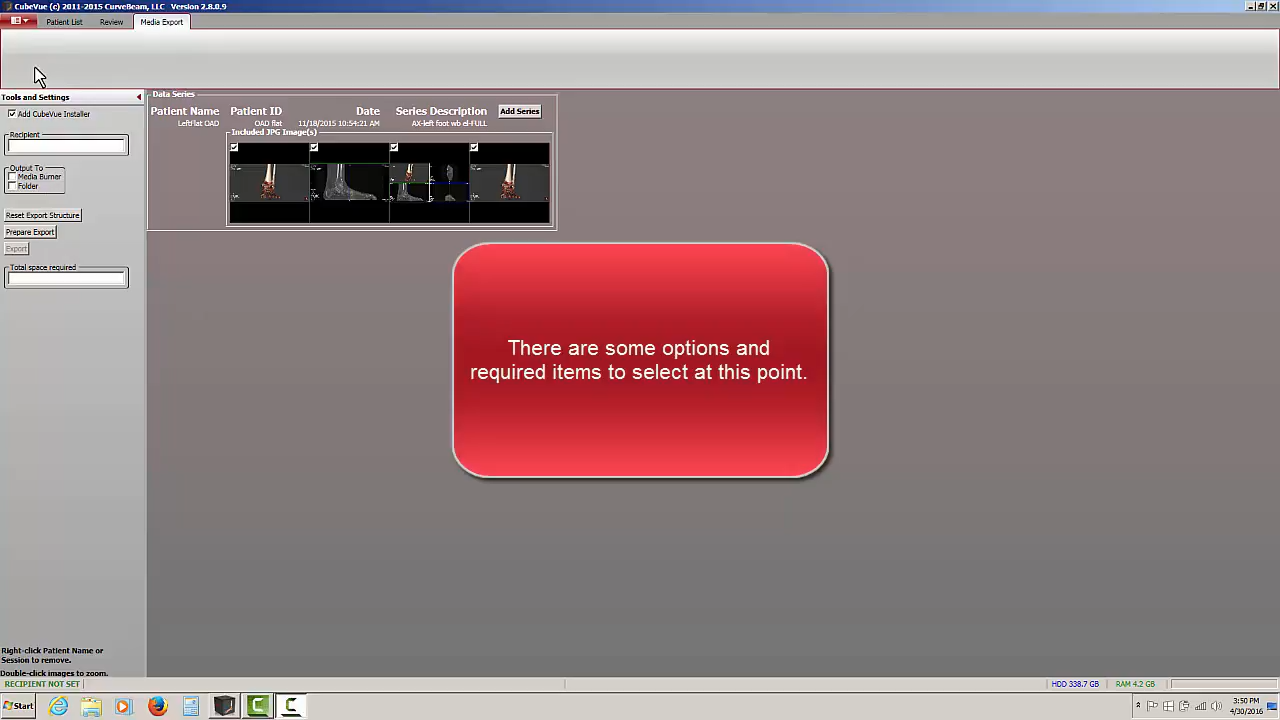 CubeVue (c) 2011-2015 CurveBeam, LLC Version 2.8.0.9
Patient List Review Media Export
Tools and Settings
Add CubeVue Installer
Recipient
Output To
Media Burner
Folder
Reset Export Structure
Prepare Export
Export
Total space required
Data Series
Patient Name Patient ID Date Series Description Add Series
LeftFlat OAD OAD flat 11/18/2015 10:54:21 AM AX-left foot wb el-FULL
Included JPG Image(s)
There are some options and
required items to select at this point.
Right-click Patient Name or
Session to remove.
Double-click images to zoom.
RECIPIENT NOT SET HDD 338.7 GB RAM 4.2 GB
Start 3:50 PM
4/30/2016